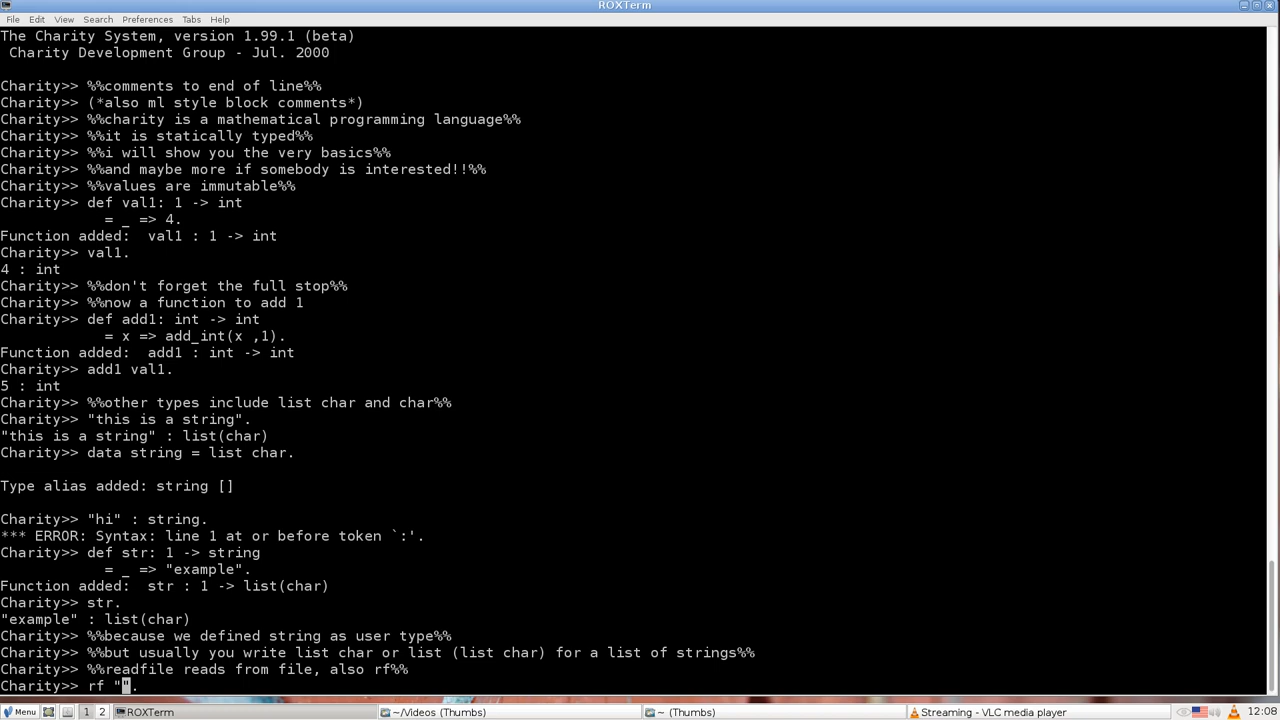 ROXTerm
File Edit View Search Preferences Tabs Help
The Charity System, version 1.99.1 (beta)
 Charity Development Group - Jul. 2000
Charity>> %%comments to end of line%%
Charity>> (*also ml style block comments*)
Charity>> %%charity is a mathematical programming language%%
Charity>> %%it is statically typed%%
Charity>> %%i will show you the very basics%%
Charity>> %%and maybe more if somebody is interested!!%%
Charity>> %%values are immutable%%
Charity>> def val1: 1 -> int
            = _ => 4.
Function added:  val1 : 1 -> int
Charity>> val1.
4 : int
Charity>> %%don't forget the full stop%%
Charity>> %%now a function to add 1
Charity>> def add1: int -> int
            = x => add_int(x ,1).
Function added:  add1 : int -> int
Charity>> add1 val1.
5 : int
Charity>> %%other types include list char and char%%
Charity>> "this is a string".
"this is a string" : list(char)
Charity>> data string = list char.
Type alias added: string []
Charity>> "hi" : string.
*** ERROR: Syntax: line 1 at or before token `:'.
Charity>> def str: 1 -> string
            = _ => "example".
Function added:  str : 1 -> list(char)
Charity>> str.
"example" : list(char)
Charity>> %%because we defined string as user type%%
Charity>> %%but usually you write list char or list (list char) for a list of strings%%
Charity>> %%readfile reads from file, also rf%%
Charity>> rf "".
Menu 1 2 ROXTerm ~/Videos (Thumbs) ~ (Thumbs) Streaming - VLC media player 12:08